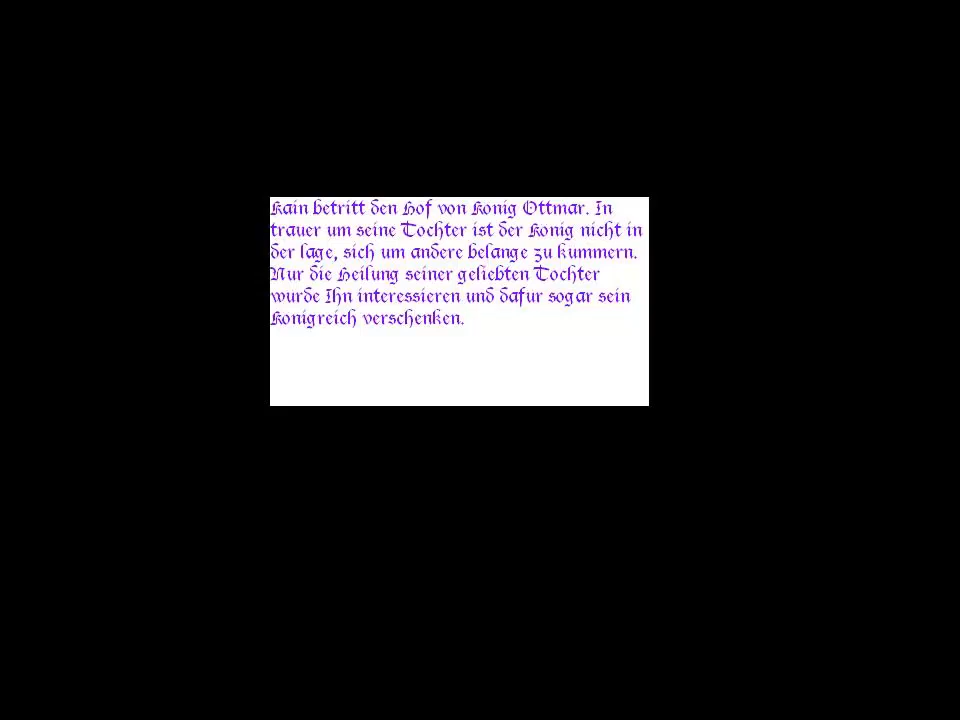 Kain betritt den Hof von Konig Ottmar. In
trauer um seine Tochter ist der Konig nicht in
der lage, sich um andere belange zu kummern.
Nur die Heilung seiner geliebten Tochter
wurde Ihn interessieren und dafur sogar sein
Konigreich verschenken.